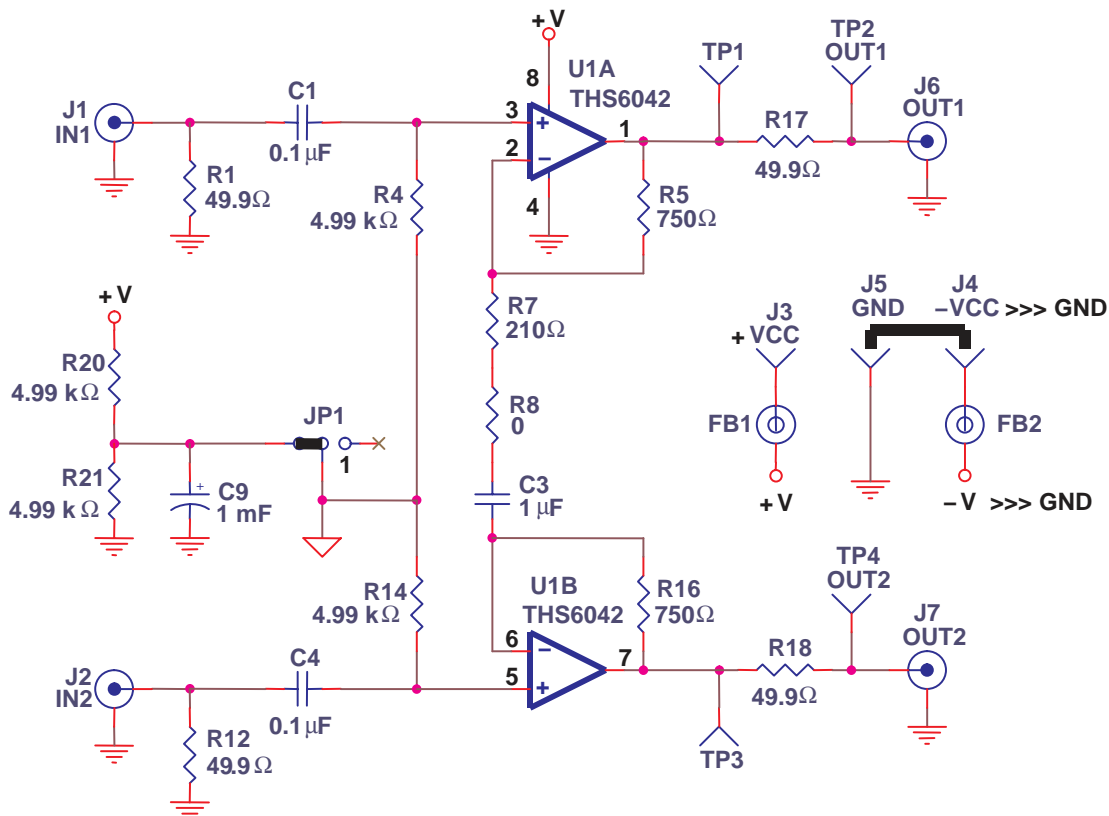 +V
TP1
TP2
OUT1
J1
IN1
C1
0.1 μF
R1
49.9Ω
R4
4.99 kΩ
8
U1A
THS6042
3
+
2
−
1
4
R5
750Ω
R17
49.9Ω
J6
OUT1
+V
R20
4.99 kΩ
R21
4.99 kΩ
+
C9
1 mF
JP1
1
R7
210Ω
R8
0
C3
1 μF
J3
+VCC
J5
GND
J4
−VCC >>> GND
FB1
FB2
+V
−V >>> GND
R14
4.99 kΩ
U1B
THS6042
R16
750Ω
6
−
5
+
7
TP4
OUT2
J7
OUT2
R18
49.9Ω
TP3
J2
IN2
C4
0.1 μF
R12
49.9Ω